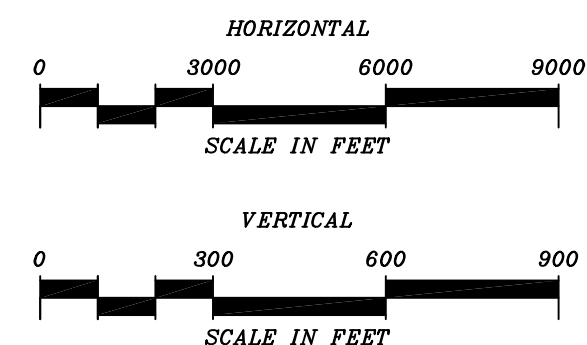 HORIZONTAL
0 3000 6000 9000
SCALE IN FEET
VERTICAL
0 300 600 900
SCALE IN FEET